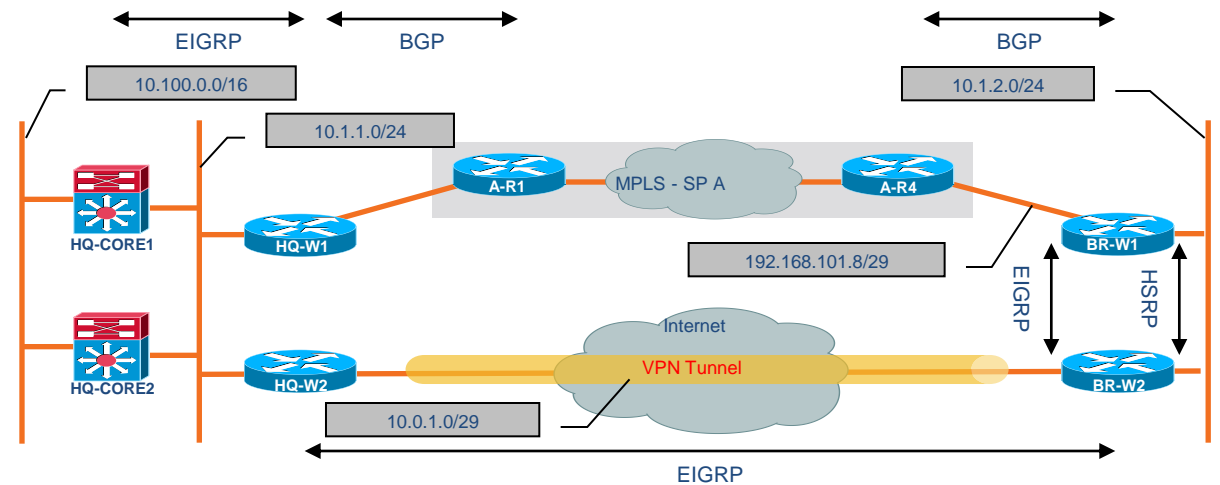 EIGRP
BGP
BGP
10.100.0.0/16
10.1.2.0/24
10.1.1.0/24
A-R1
MPLS - SP A
A-R4
HQ-CORE1
HQ-W1
BR-W1
192.168.101.8/29
EIGRP
HSRP
Internet
HQ-CORE2
HQ-W2
VPN Tunnel
BR-W2
10.0.1.0/29
EIGRP